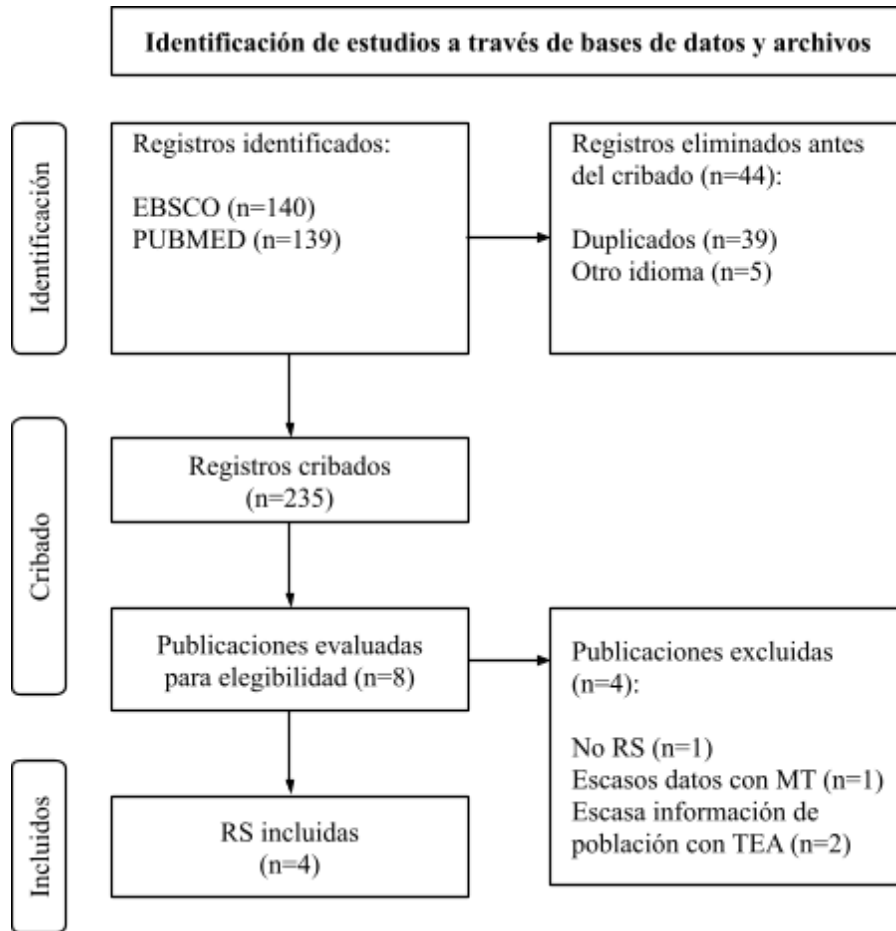 Identificación de estudios a través de bases de datos y archivos
Identificación
Registros identificados:
EBSCO (n=140)
PUBMED (n=139)
Registros eliminados antes
del cribado (n=44):
Duplicados (n=39)
Otro idioma (n=5)
Cribado
Registros cribados
(n=235)
Publicaciones evaluadas
para elegibilidad (n=8)
Publicaciones excluidas
(n=4):
No RS (n=1)
Escasos datos con MT (n=1)
Escasa información de
población con TEA (n=2)
Incluidos
RS incluidas
(n=4)